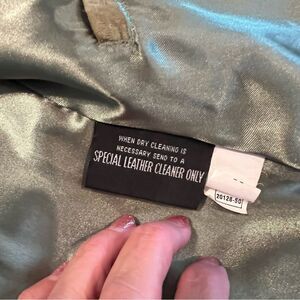 WHEN DRY CLEANING IS
NECESSARY SEND TO A
SPECIAL LEATHER CLEANER ONLY
20128-50